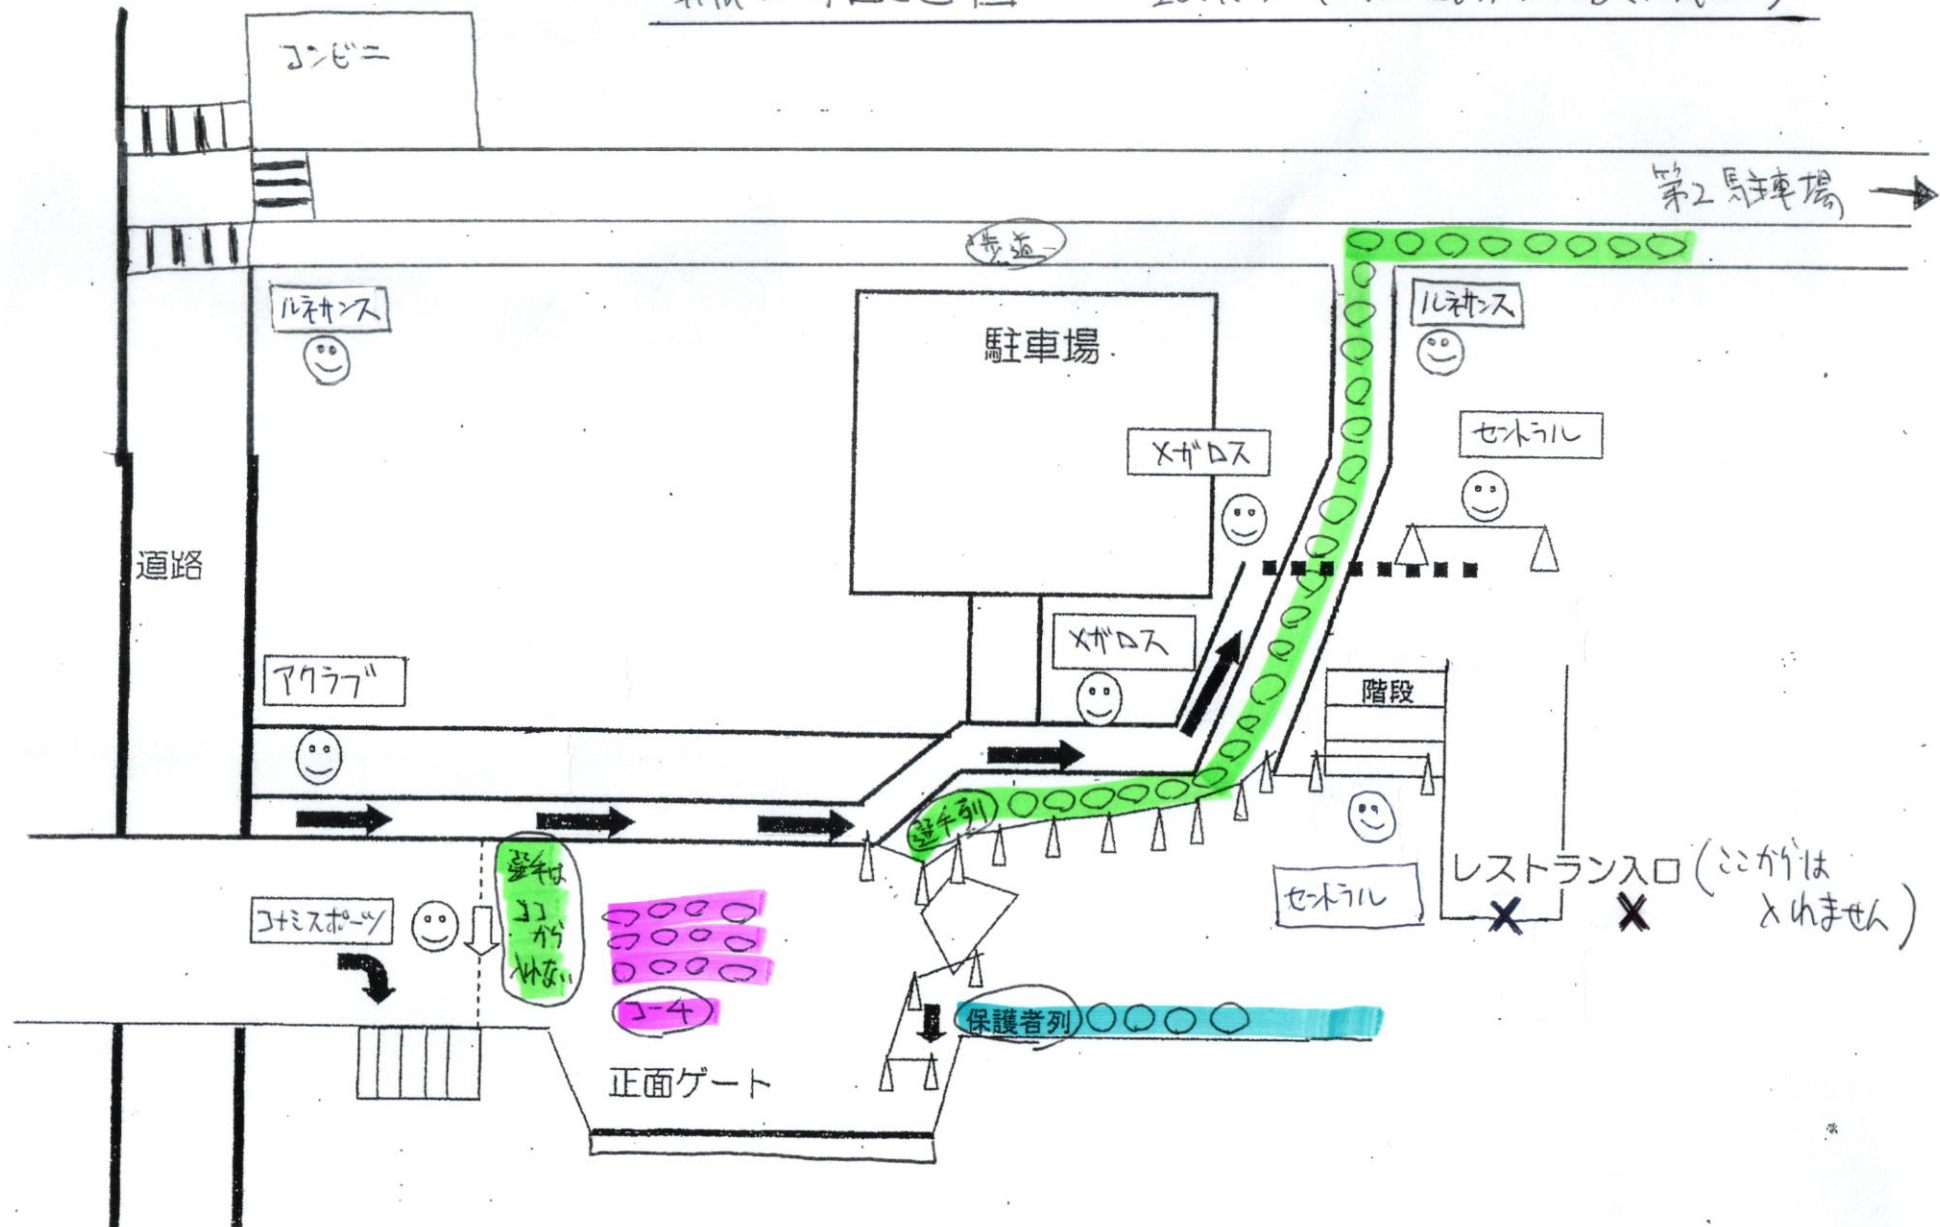 コンビニ
第2駐車場
歩道
ルネサンス
ルネサンス
駐車場
メガロス
セントラル
道路
メガロス
アクラブ
階段
選手列
選手は
ココ
から
入れない
レストラン入口(ここからは
入れません)
セントラル
コナミスポーツ
コーチ
保護者列
正面ゲート